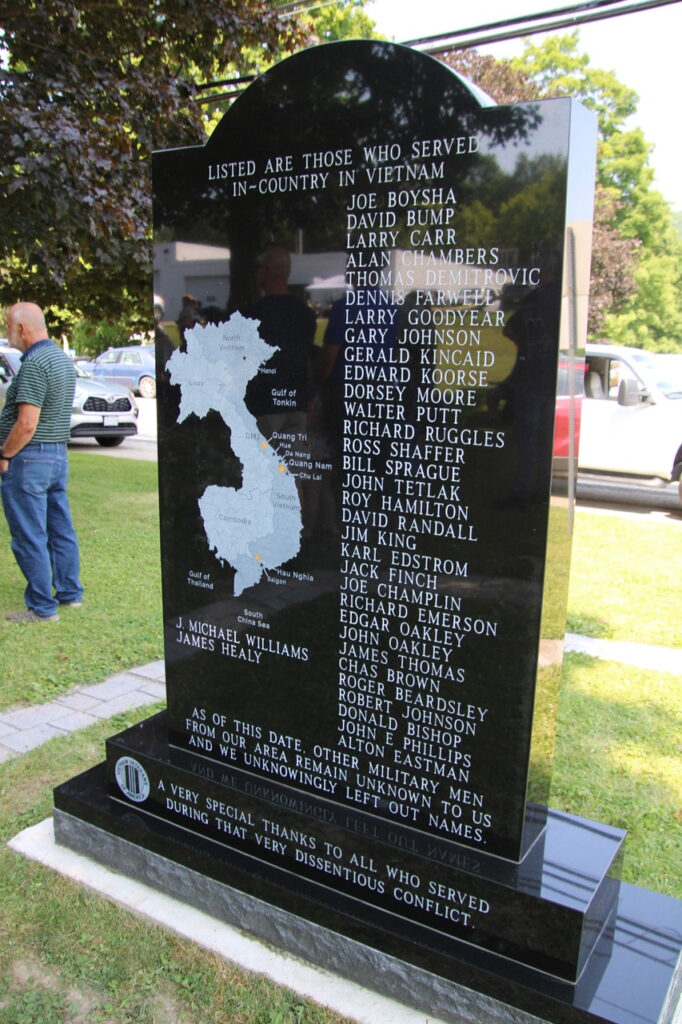 LISTED ARE THOSE WHO SERVED
IN~COUNTRY IN VIETNAM
JOE BOYSHA
DAVID BUMP
LARRY CARR
ALAN CHAMBERS
THOMAS DEMITROVIC
DENNIS FARWELL
LARRY GOODYEAR
GARY JOHNSON
GERALD KINCAID
EDWARD KOORSE
DORSEY MOORE
WALTER PUTT
RICHARD RUGGLES
ROSS SHAFFER
BILL SPRAGUE
JOHN TETLAK
ROY HAMILTON
DAVID RANDALL
JIM KING
KARL EDSTROM
JACK FINCH
JOE CHAMPLIN
RICHARD EMERSON
EDGAR OAKLEY
JOHN OAKLEY
JAMES THOMAS
CHAS BROWN
ROGER BEARDSLEY
ROBERT JOHNSON
DONALD BISHOP
JOHN E PHILLIPS
ALTON EASTMAN
North
Vietnam
Hanoi
Laos
Gulf of
Tonkin
DMZ
Quang Tri
Hue
Da Nang
Quang Nam
Chu Lai
South
Vietnam
Cambodia
Hau Nghia
Saigon
Gulf of
Thailand
South
China Sea
J. MICHAEL WILLIAMS
JAMES HEALY
AS OF THIS DATE, OTHER MILITARY MEN
FROM OUR AREA REMAIN UNKNOWN TO US
AND WE UNKNOWINGLY LEFT OUT NAMES.
A VERY SPECIAL THANKS TO ALL WHO SERVED
DURING THAT VERY DISSENTIOUS CONFLICT.